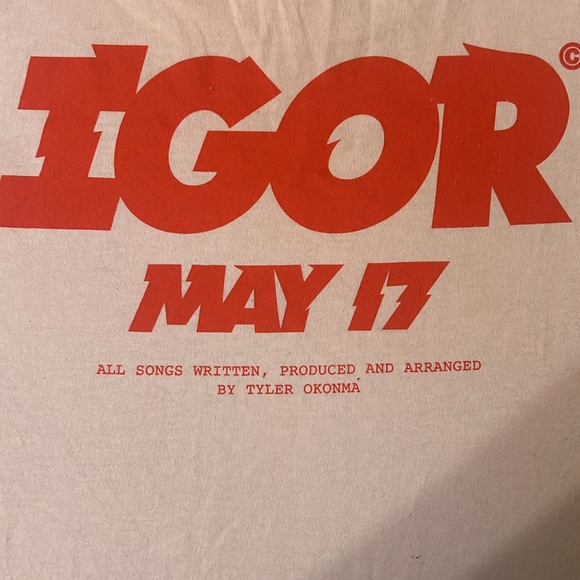 IGOR©
MAY 17
ALL SONGS WRITTEN, PRODUCED AND ARRANGED
BY TYLER OKONMA